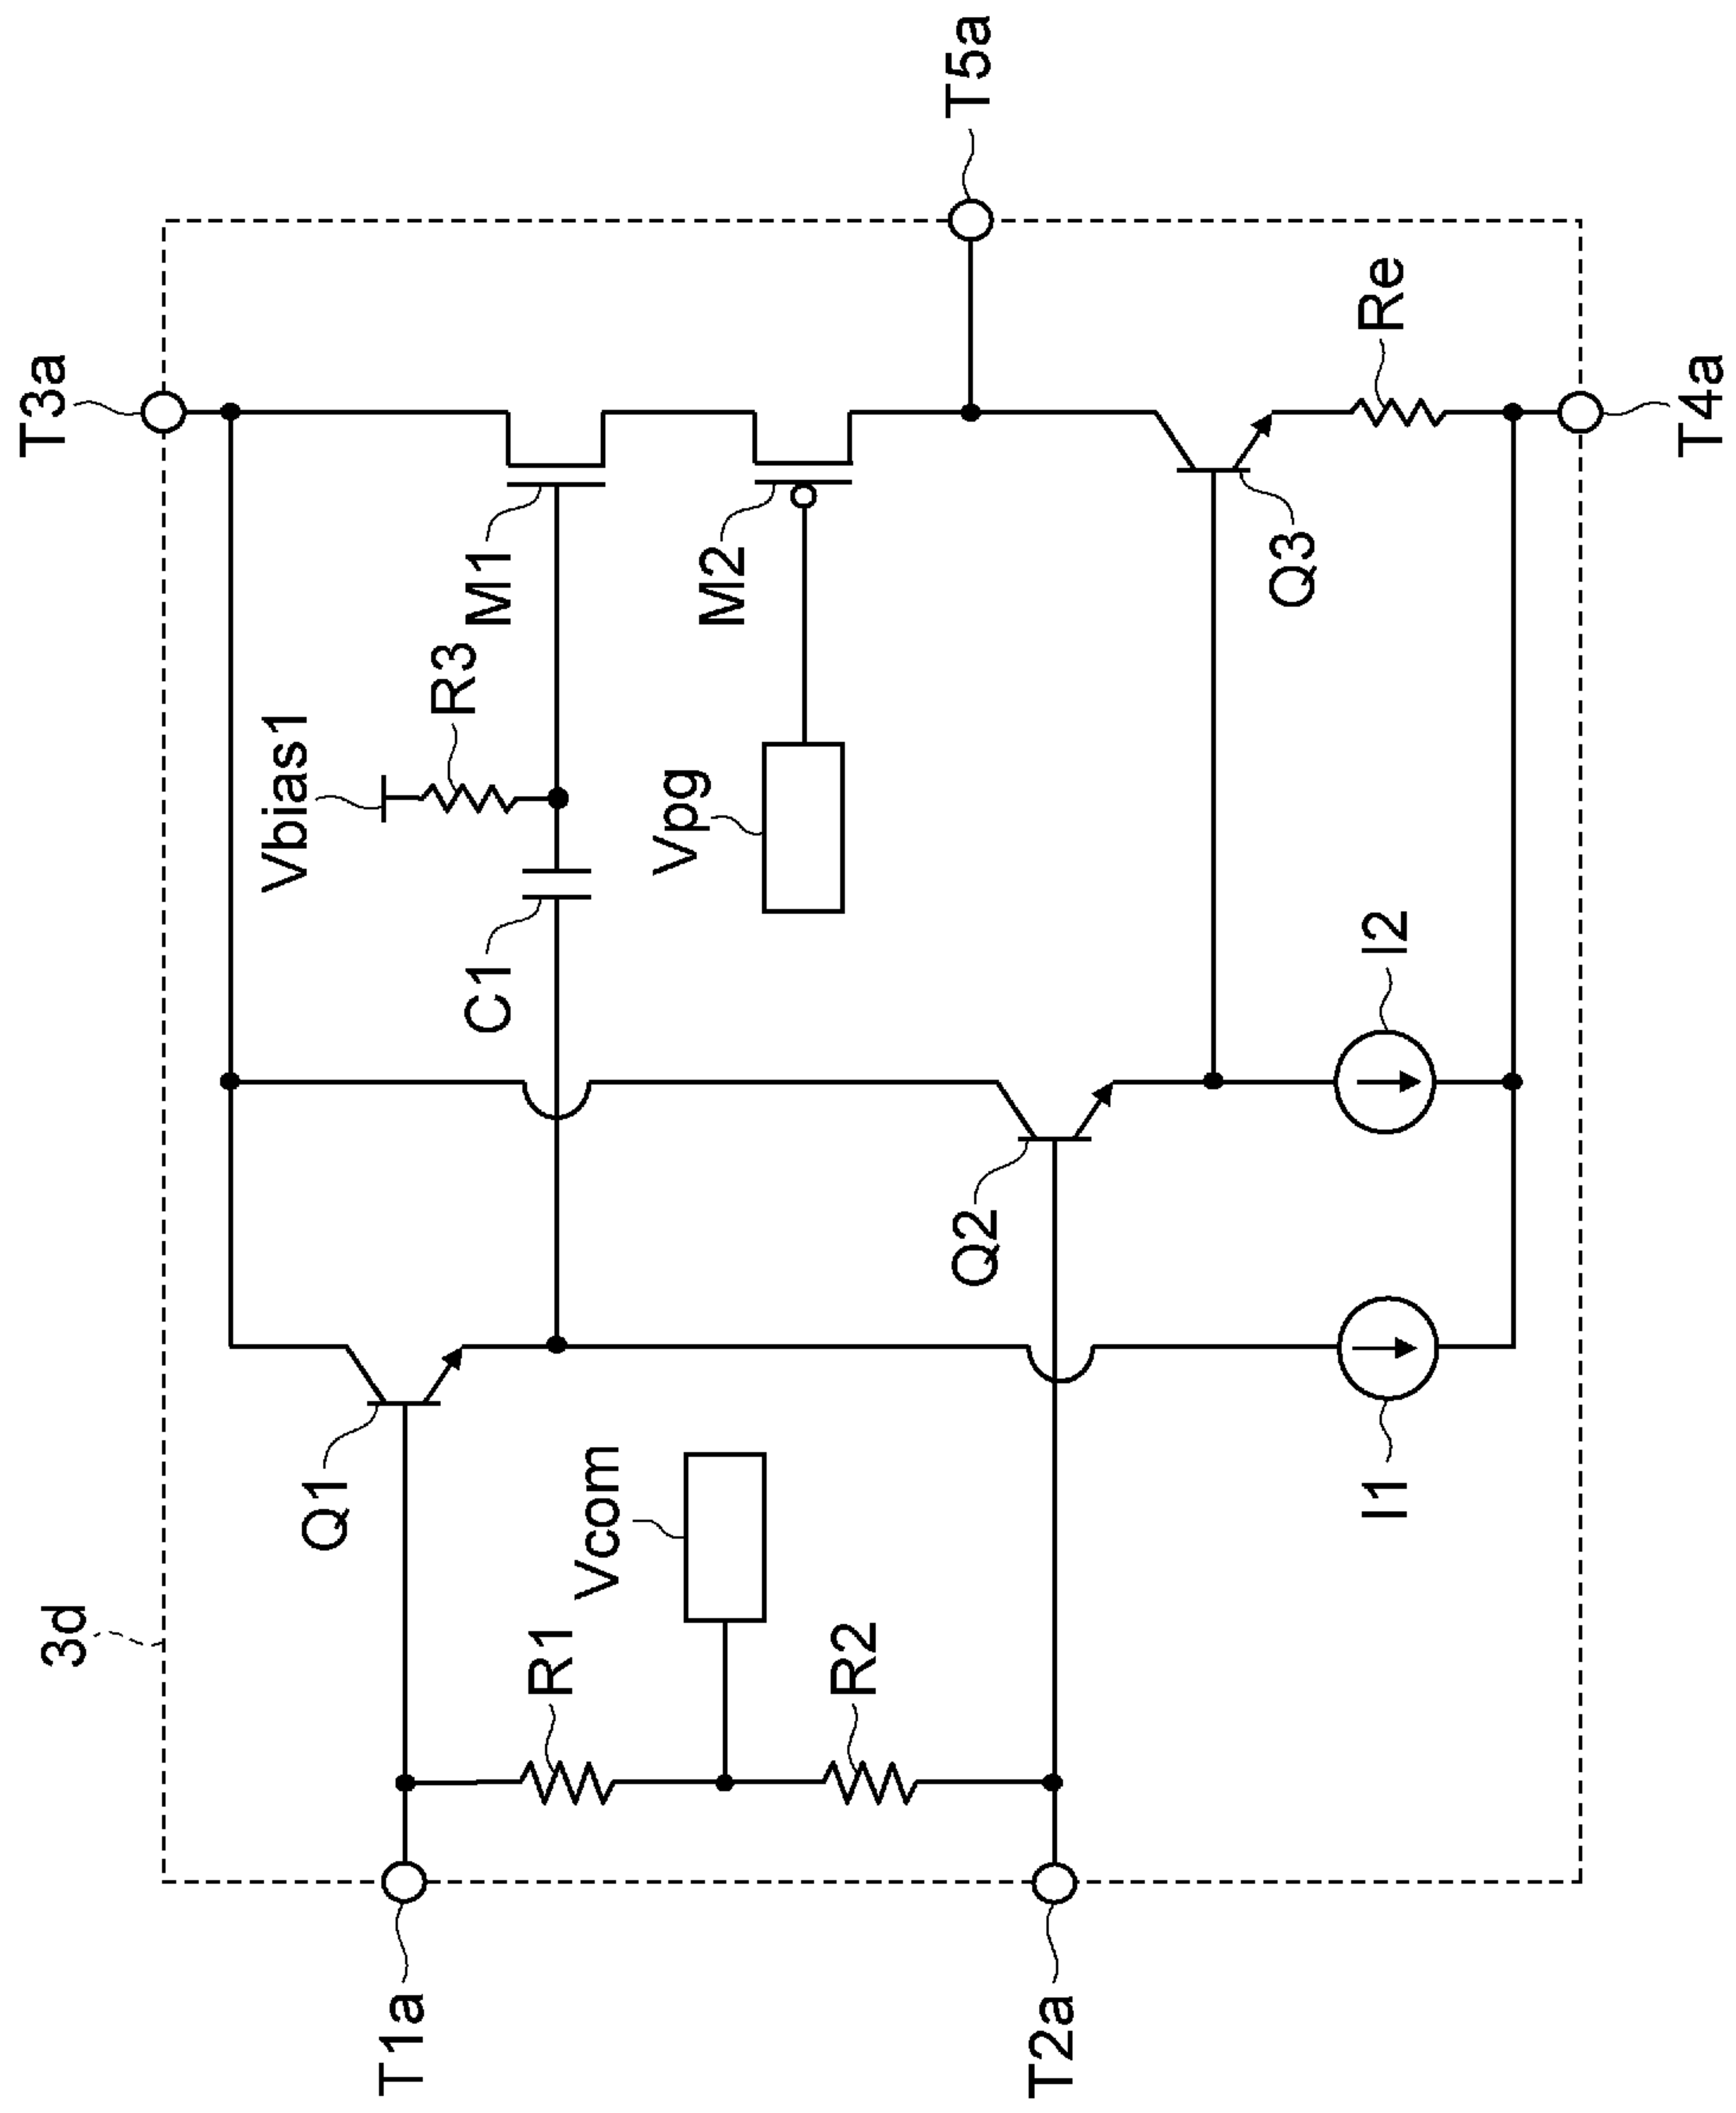 3d
T3a
Vbias1
R3
Q1
C1
M1
T1a
R1
Vcom
Vpg
M2
R2
Q2
T5a
T2a
Q3
I1
I2
Re
T4a